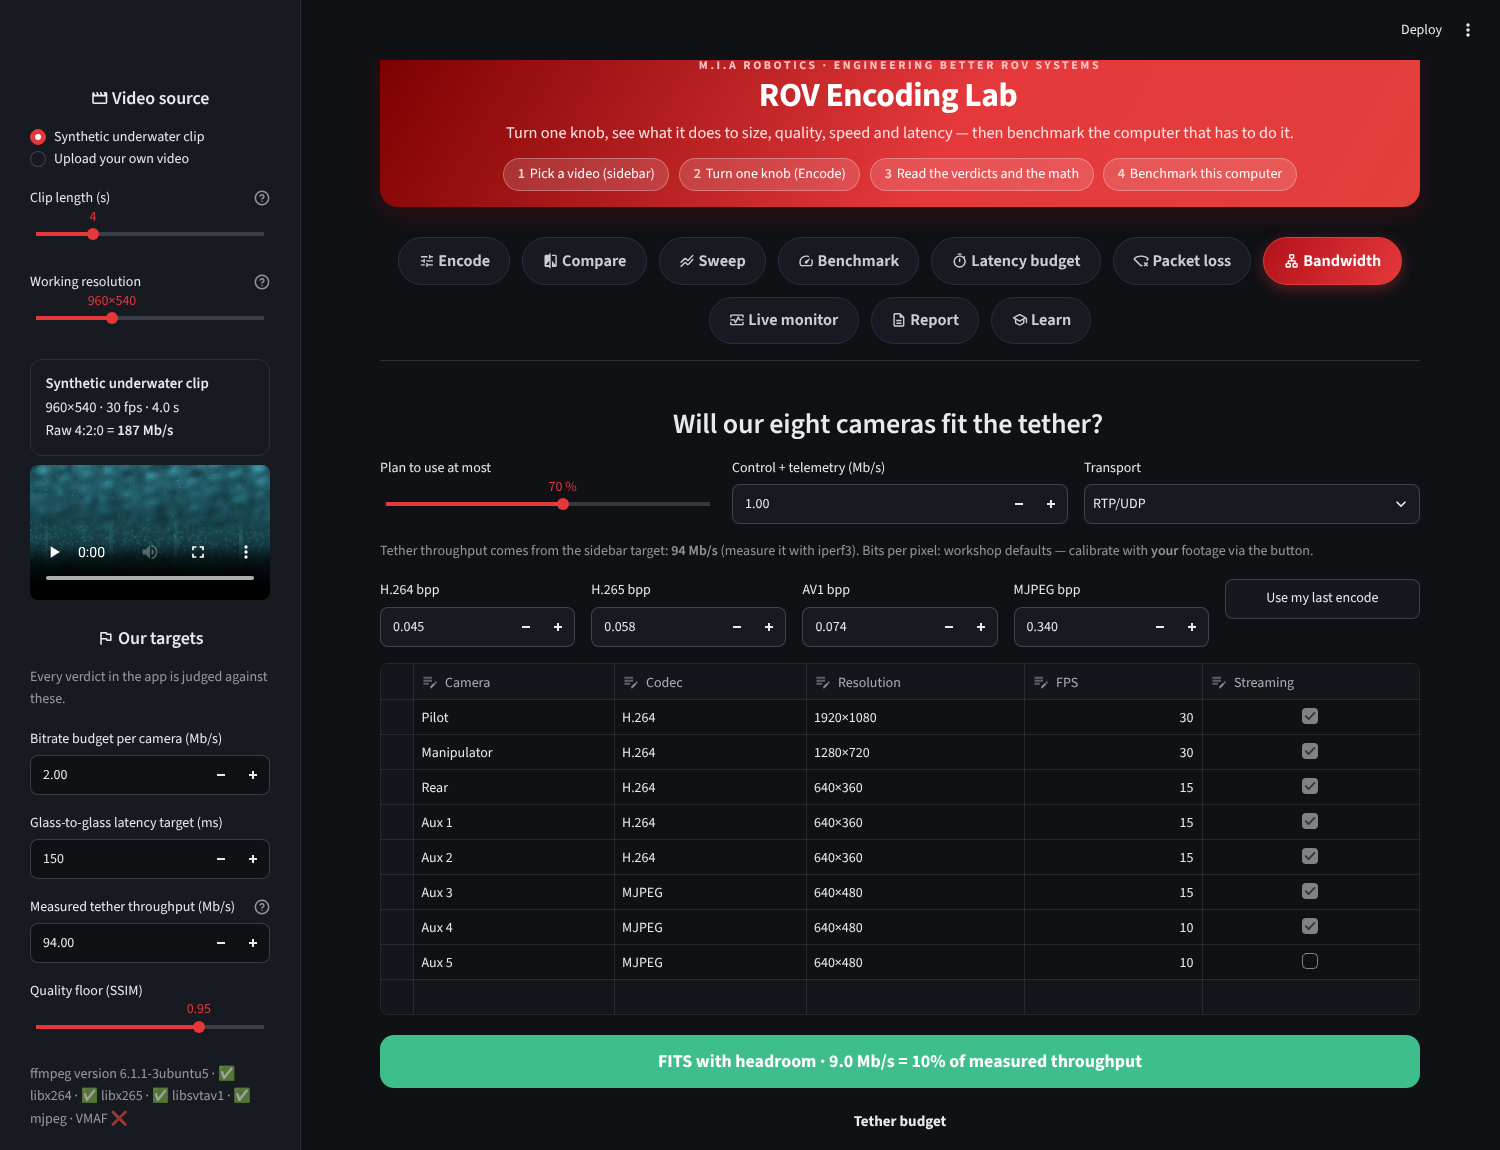 Deploy
Video source
Synthetic underwater clip
Upload your own video
Clip length (s)
4
Working resolution
960×540
Synthetic underwater clip
960×540 · 30 fps · 4.0 s
Raw 4:2:0 = 187 Mb/s
0:00
Our targets
Every verdict in the app is judged against
these.
Bitrate budget per camera (Mb/s)
2.00
Glass-to-glass latency target (ms)
150
Measured tether throughput (Mb/s)
94.00
Quality floor (SSIM)
0.95
ffmpeg version 6.1.1-3ubuntu5 · ✅
libx264 · ✅ libx265 · ✅ libsvtav1 · ✅
mjpeg · VMAF ❌
M.I.A ROBOTICS · ENGINEERING BETTER ROV SYSTEMS
ROV Encoding Lab
Turn one knob, see what it does to size, quality, speed and latency — then benchmark the computer that has to do it.
1 Pick a video (sidebar) 2 Turn one knob (Encode) 3 Read the verdicts and the math 4 Benchmark this computer
Encode Compare Sweep Benchmark Latency budget Packet loss Bandwidth
Live monitor Report Learn
Will our eight cameras fit the tether?
Plan to use at most Control + telemetry (Mb/s) Transport
70 %
1.00 RTP/UDP
Tether throughput comes from the sidebar target: 94 Mb/s (measure it with iperf3). Bits per pixel: workshop defaults — calibrate with your footage via the button.
H.264 bpp H.265 bpp AV1 bpp MJPEG bpp
0.045 0.058 0.074 0.340 Use my last encode
Camera Codec Resolution FPS Streaming
Pilot H.264 1920×1080 30
Manipulator H.264 1280×720 30
Rear H.264 640×360 15
Aux 1 H.264 640×360 15
Aux 2 H.264 640×360 15
Aux 3 MJPEG 640×480 15
Aux 4 MJPEG 640×480 10
Aux 5 MJPEG 640×480 10
FITS with headroom · 9.0 Mb/s = 10% of measured throughput
Tether budget